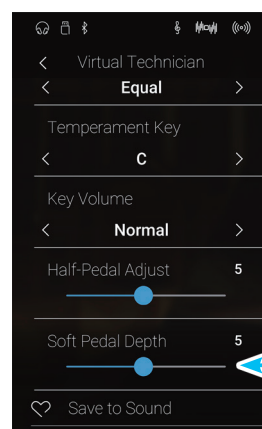 Virtual Technician
Equal
Temperament Key
C
Key Volume
Normal
Half-Pedal Adjust 5
Soft Pedal Depth 5
Save to Sound